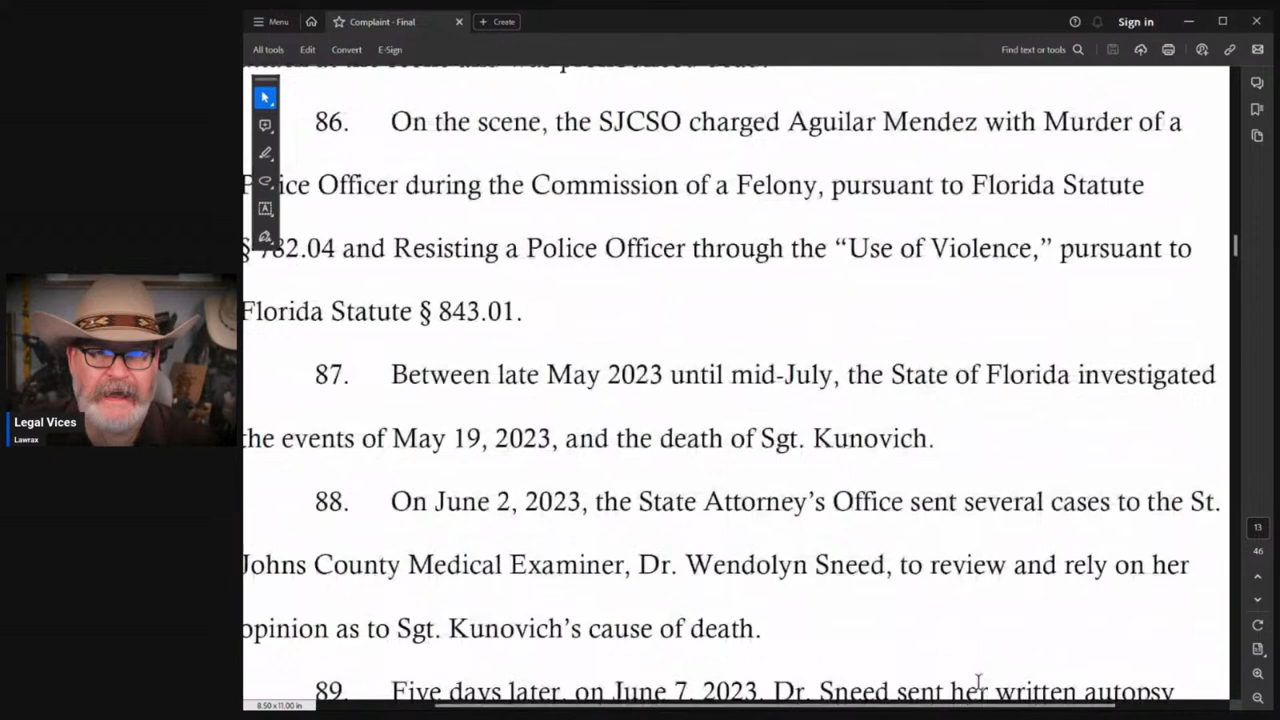 Menu
Complaint - Final
Create
Sign in
All tools Edit Convert E-Sign
Find text or tools
86. On the scene, the SJCSO charged Aguilar Mendez with Murder of a
Officer during the Commission of a Felony, pursuant to Florida Statute
§ 782.04 and Resisting a Police Officer through the “Use of Violence,” pursuant to
Florida Statute § 843.01.
87. Between late May 2023 until mid-July, the State of Florida investigated
the events of May 19, 2023, and the death of Sgt. Kunovich.
88. On June 2, 2023, the State Attorney’s Office sent several cases to the St.
Johns County Medical Examiner, Dr. Wendolyn Sneed, to review and rely on her
opinion as to Sgt. Kunovich’s cause of death.
89. Five days later, on June 7, 2023, Dr. Sneed sent her written autopsy
8.50 x 11.00 in
13
46
Legal Vices
Lawrax